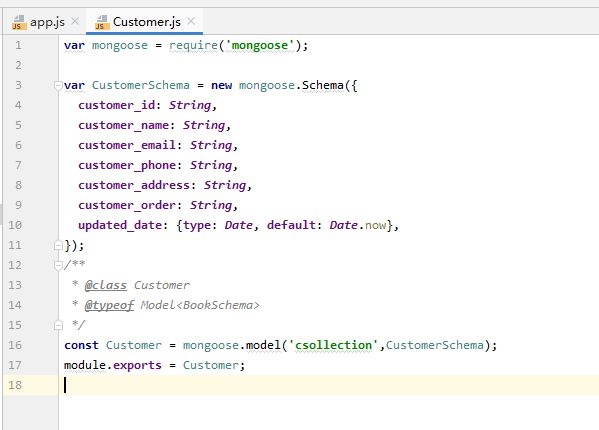 app.js Customer.js
1 var mongoose = require('mongoose');
2
3 var CustomerSchema = new mongoose.Schema({
4 customer_id: String,
5 customer_name: String,
6 customer_email: String,
7 customer_phone: String,
8 customer_address: String,
9 customer_order: String,
10 updated_date: {type: Date, default: Date.now},
11 });
12 /**
13 * @class Customer
14 * @typeof Model<BookSchema>
15 */
16 const Customer = mongoose.model('csollection',CustomerSchema);
17 module.exports = Customer;
18